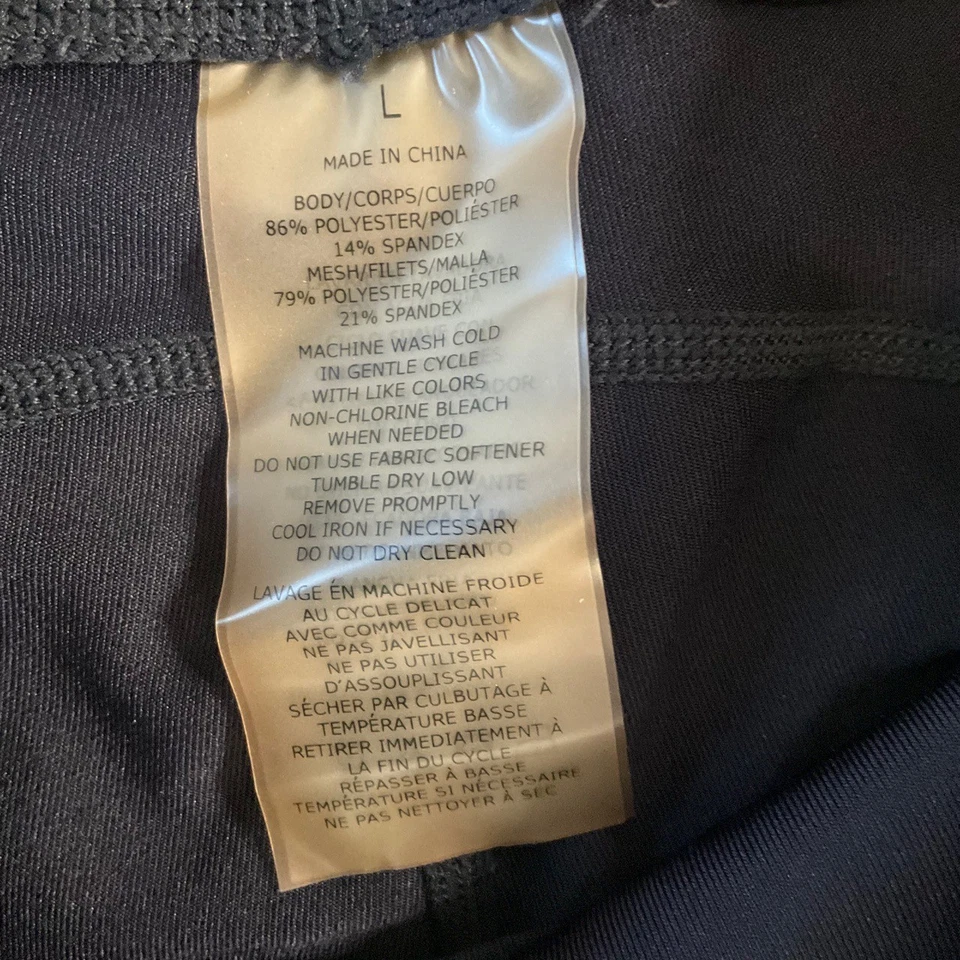 L
MADE IN CHINA
BODY/CORPS/CUERPO
86% POLYESTER/POLIÉSTER
14% SPANDEX
MESH/FILETS/MALLA
79% POLYESTER/POLIÉSTER
21% SPANDEX
MACHINE WASH COLD
IN GENTLE CYCLE
WITH LIKE COLORS
NON-CHLORINE BLEACH
WHEN NEEDED
DO NOT USE FABRIC SOFTENER
TUMBLE DRY LOW
REMOVE PROMPTLY
COOL IRON IF NECESSARY
DO NOT DRY CLEAN
LAVAGE ÉN MACHINE FROIDE
AU CYCLE DELICAT
AVEC COMME COULEUR
NE PAS JAVELLISANT
NE PAS UTILISER
D'ASSOUPLISSANT
SÉCHER PAR CULBUTAGE À
TEMPÉRATURE BASSE
RETIRER IMMEDIATEMENT À
LA FIN DU CYCLE
RÉPASSER À BASSE
TEMPÉRATURE SI NÉCESSAIRE
NE PAS NETTOYER À SEC